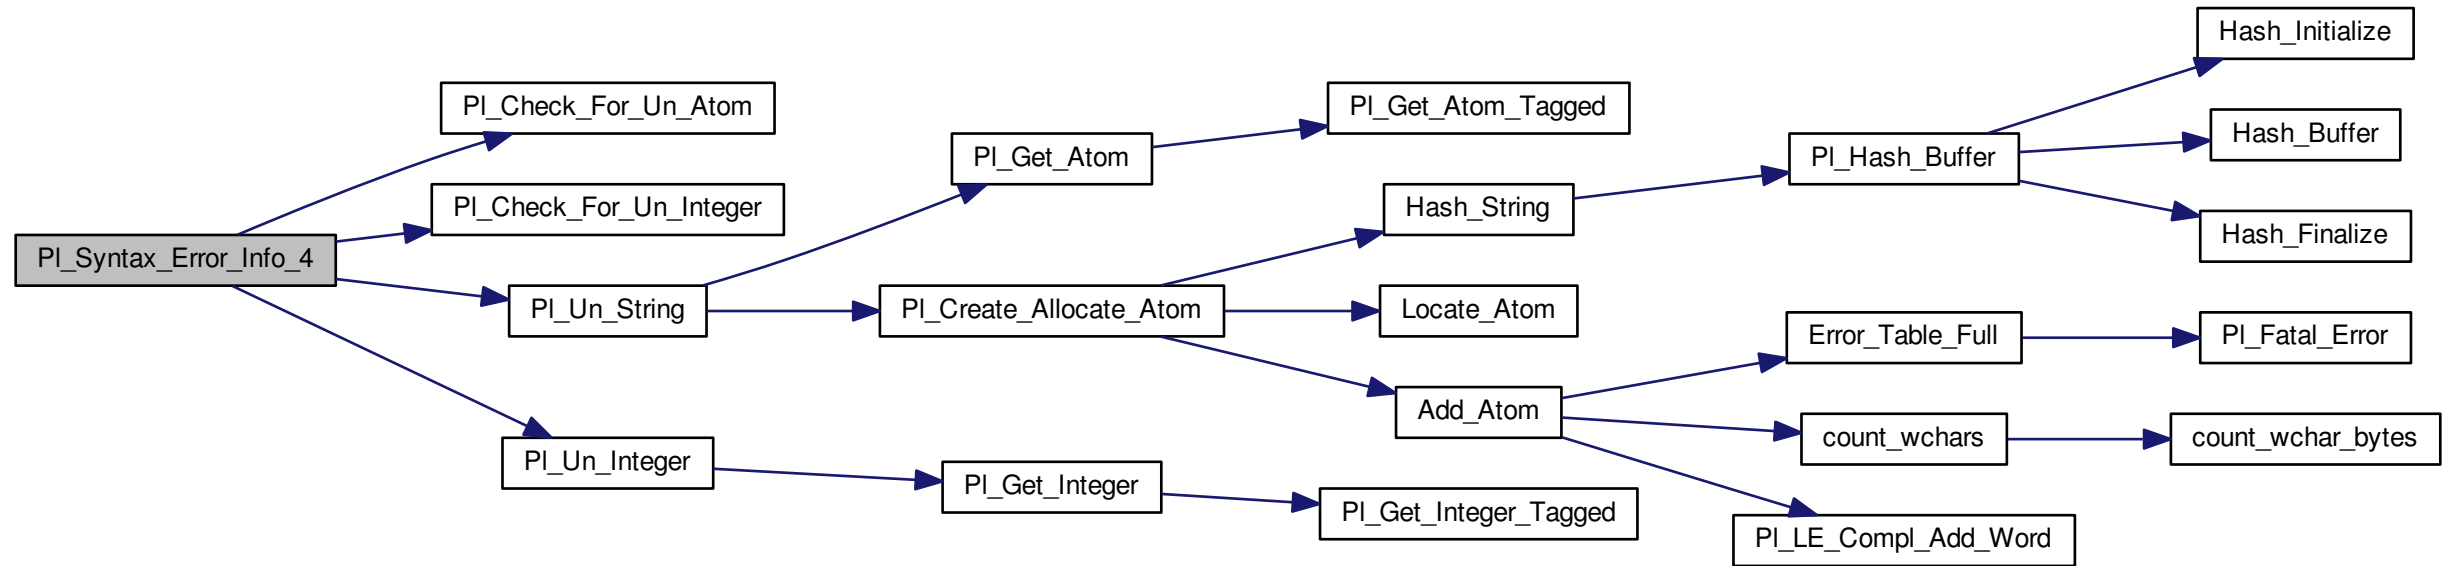 Pl_Syntax_Error_Info_4
Pl_Check_For_Un_Atom
Pl_Check_For_Un_Integer
Pl_Un_String
Pl_Un_Integer
Pl_Get_Atom
Pl_Create_Allocate_Atom
Pl_Get_Integer
Pl_Get_Atom_Tagged
Hash_String
Locate_Atom
Add_Atom
Pl_Get_Integer_Tagged
Pl_Hash_Buffer
Error_Table_Full
count_wchars
Pl_LE_Compl_Add_Word
Hash_Initialize
Hash_Buffer
Hash_Finalize
Pl_Fatal_Error
count_wchar_bytes